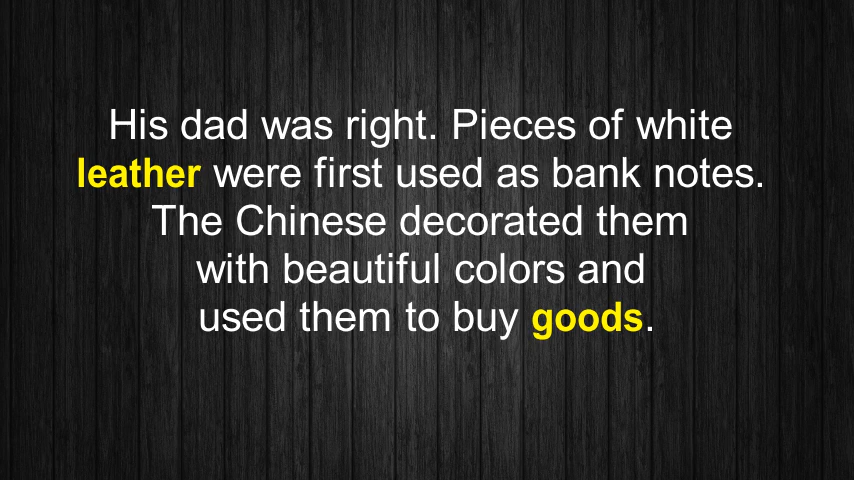 His dad was right. Pieces of white
leather were first used as bank notes.
The Chinese decorated them
with beautiful colors and
used them to buy goods.